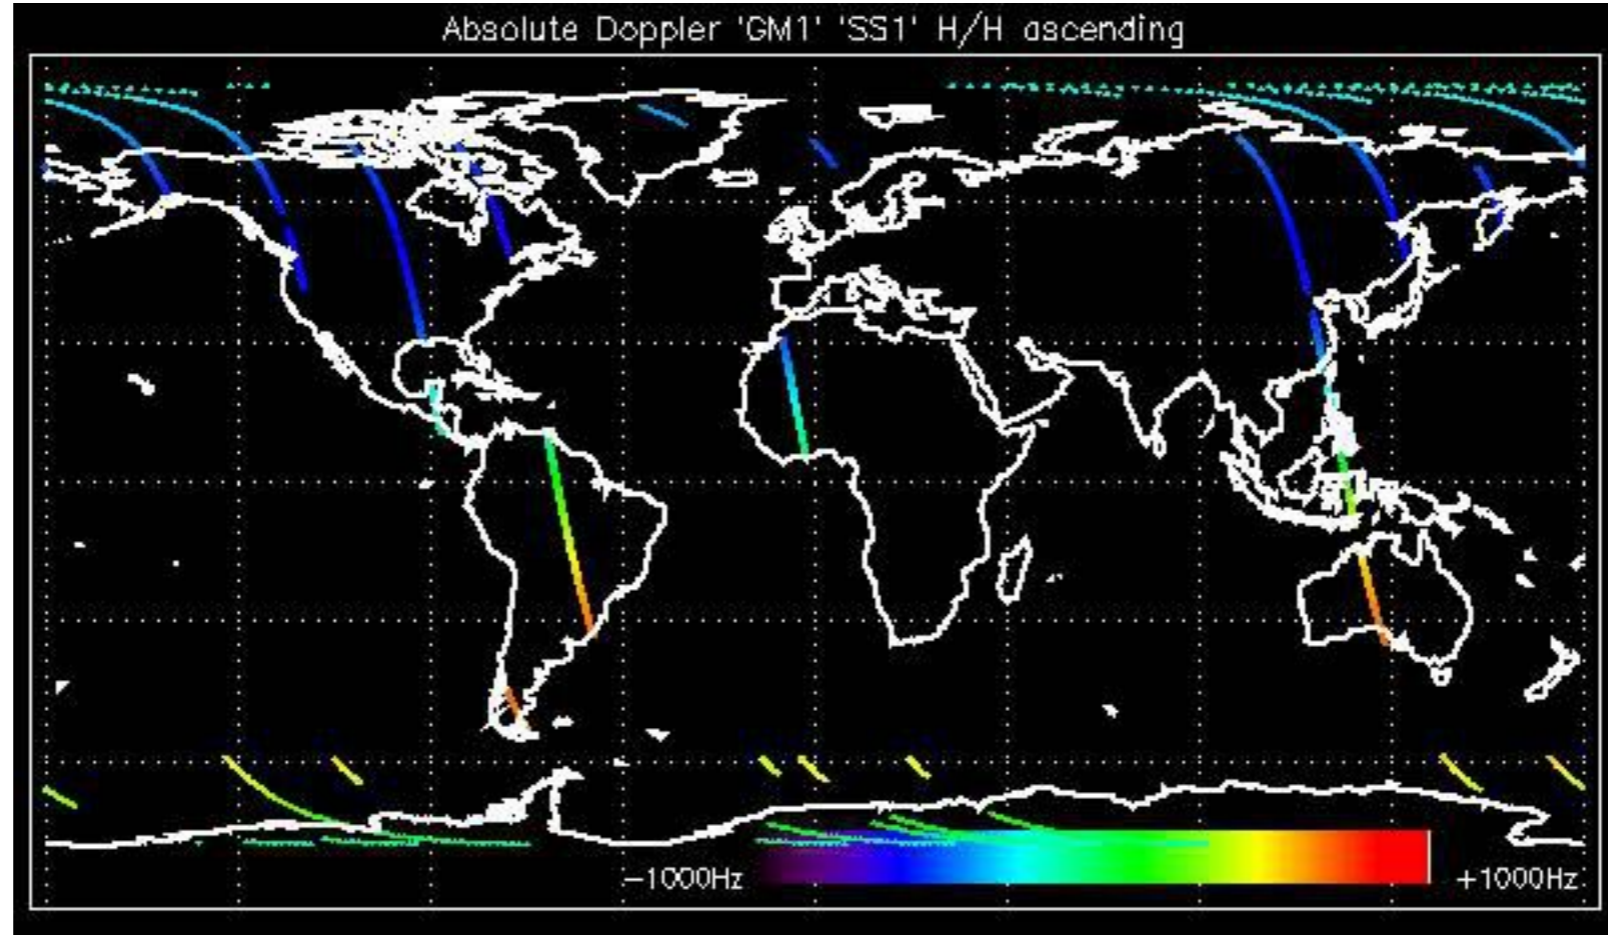 Absolute Doppler 'GM1' 'SS1' H/H ascending
−1000Hz +1000Hz